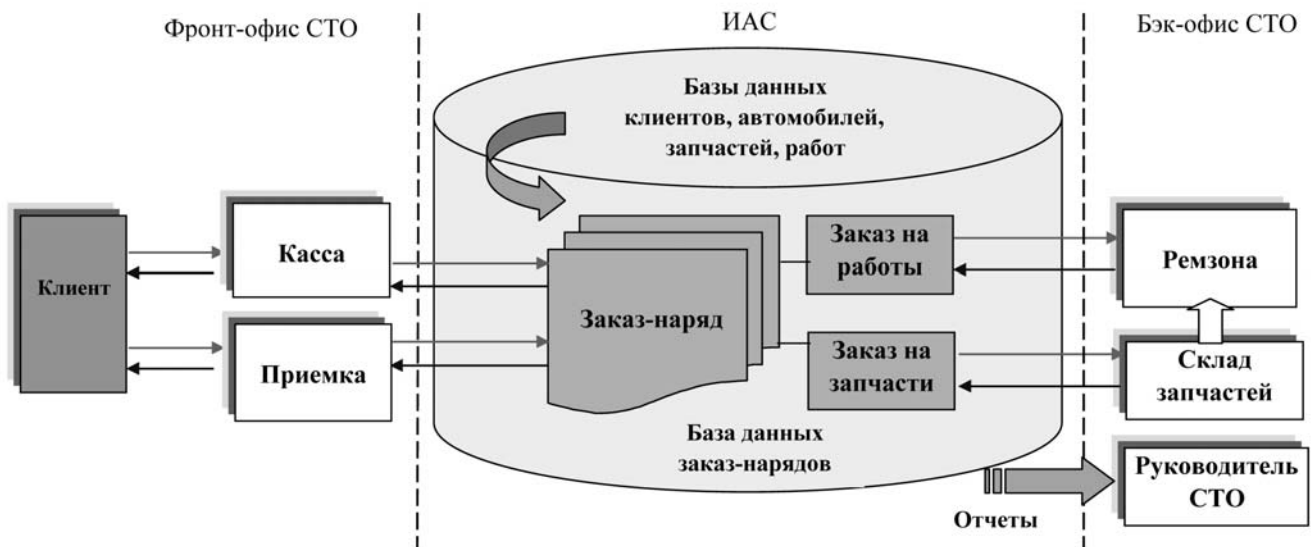 Фронт-офис СТО
ИАС
Бэк-офис СТО
Базы данных
клиентов, автомобилей,
запчастей, работ
Клиент
Касса
Приемка
Заказ-наряд
Заказ на
работы
Заказ на
запчасти
База данных
заказ-нарядов
Ремзона
Склад
запчастей
Руководитель
СТО
Отчеты